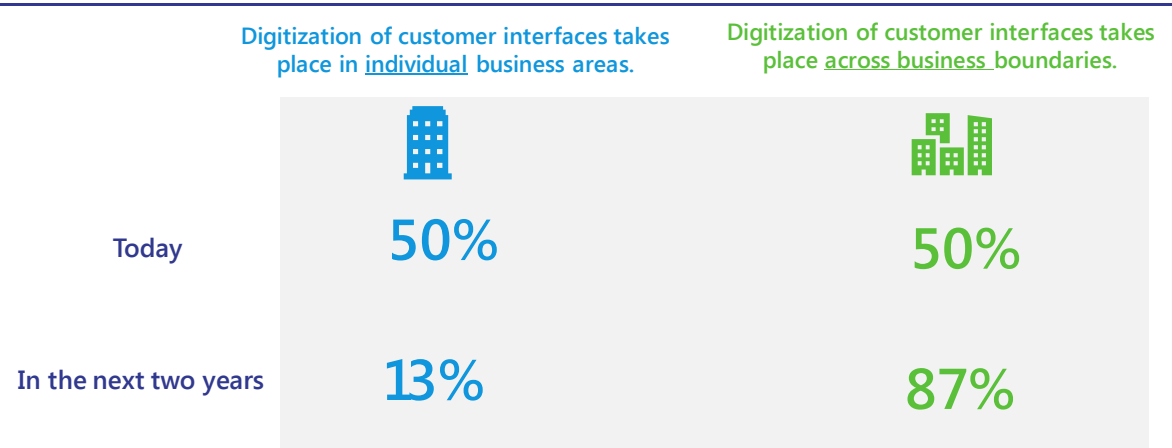 Digitization of customer interfaces takes
place in individual business areas.
Digitization of customer interfaces takes
place across business boundaries.
Today
50%
50%
In the next two years
13%
87%